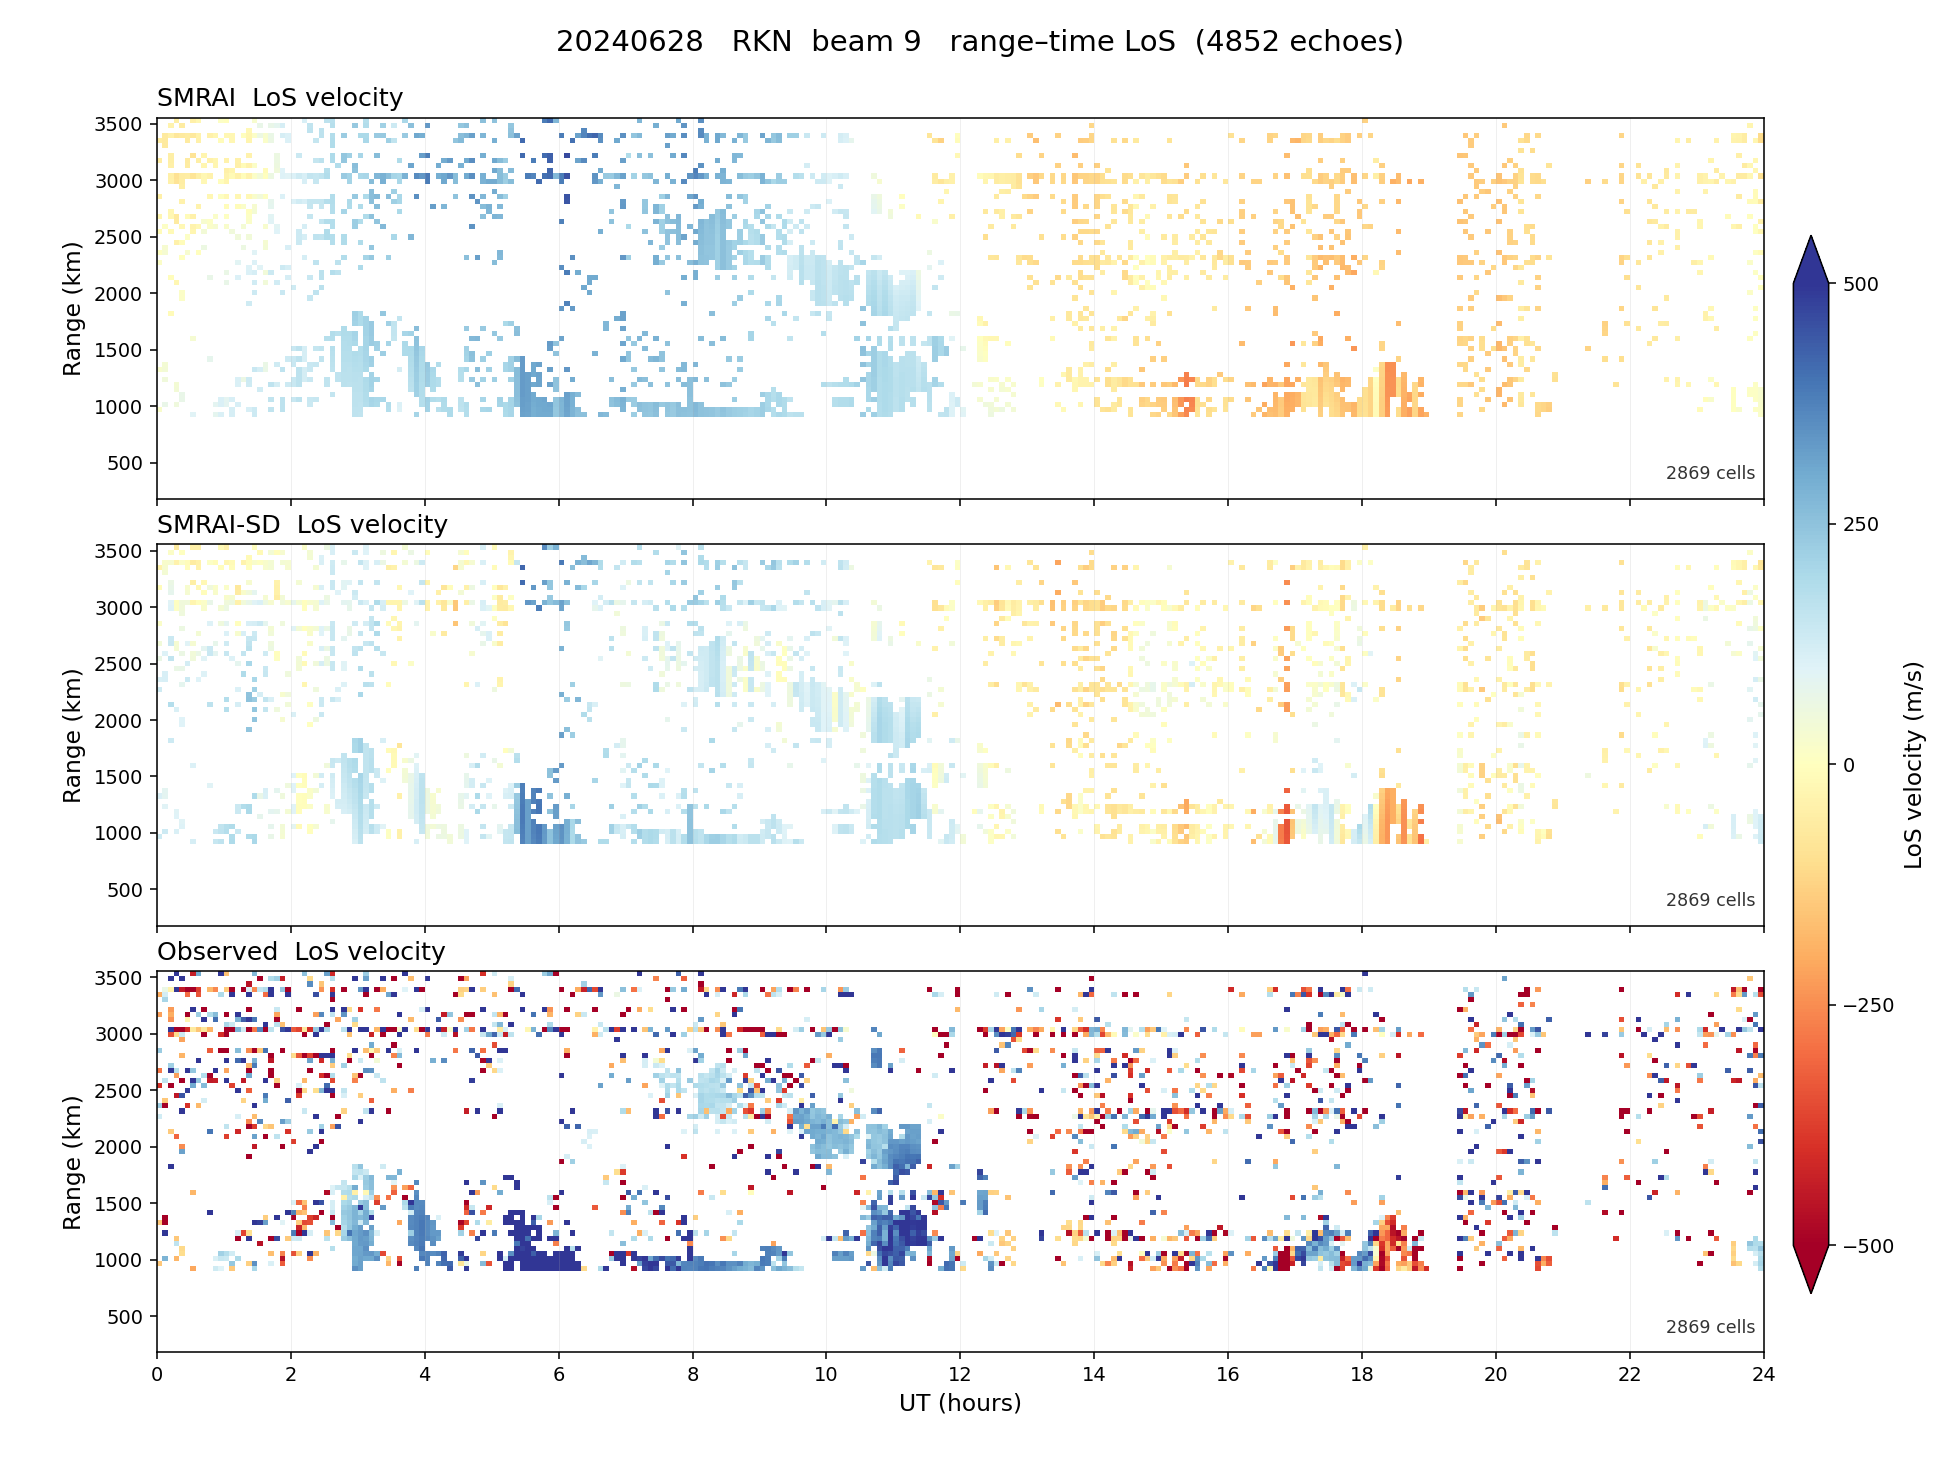 20240628   RKN  beam 9   range–time LoS  (4852 echoes)
SMRAI  LoS velocity
3500
3000
2500
2000
1500
1000
500
Range (km)
2869 cells
SMRAI-SD  LoS velocity
3500
3000
2500
2000
1500
1000
500
Range (km)
2869 cells
Observed  LoS velocity
3500
3000
2500
2000
1500
1000
500
Range (km)
2869 cells
0 2 4 6 8 10 12 14 16 18 20 22 24
UT (hours)
500
250
0
−250
−500
LoS velocity (m/s)